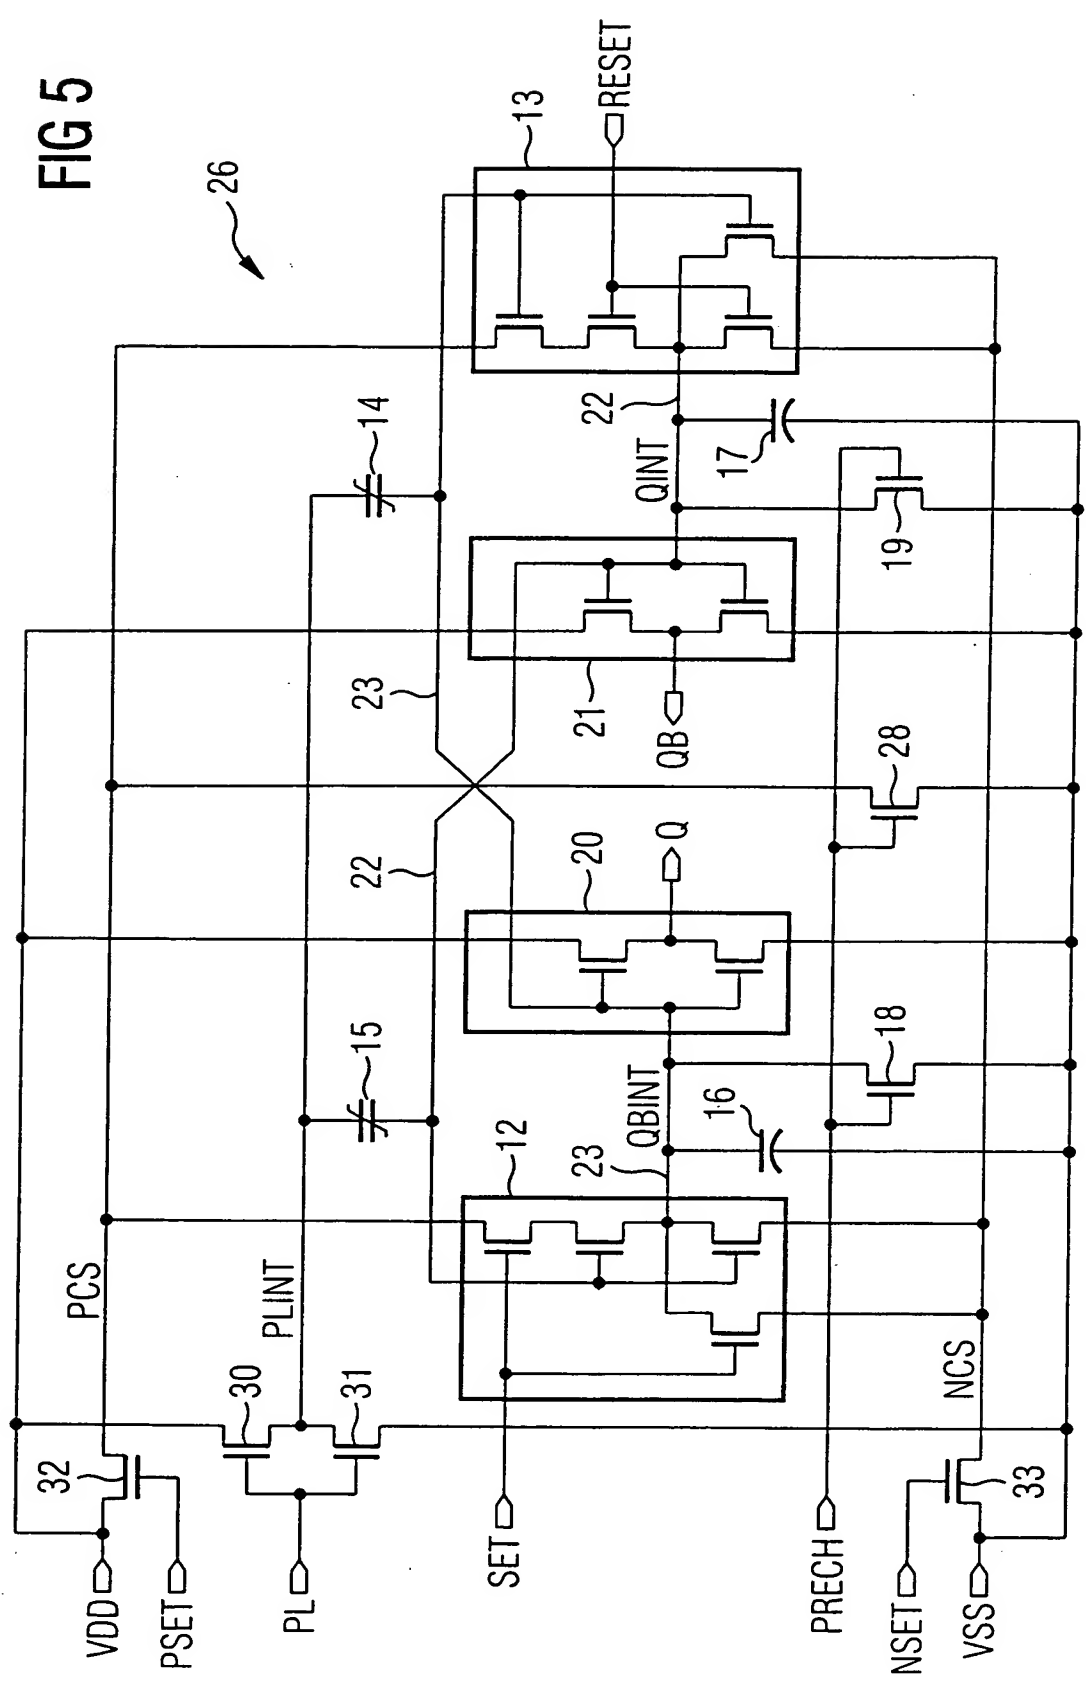 FIG 5
26
VDD
32
PCS
PSET
PL
30
31
PLINT
15
14
22
23
SET
12
23
QBINT
16
18
20
Q
28
QB
21
19
QINT
17
22
13
RESET
PRECH
NSET
VSS
33
NCS